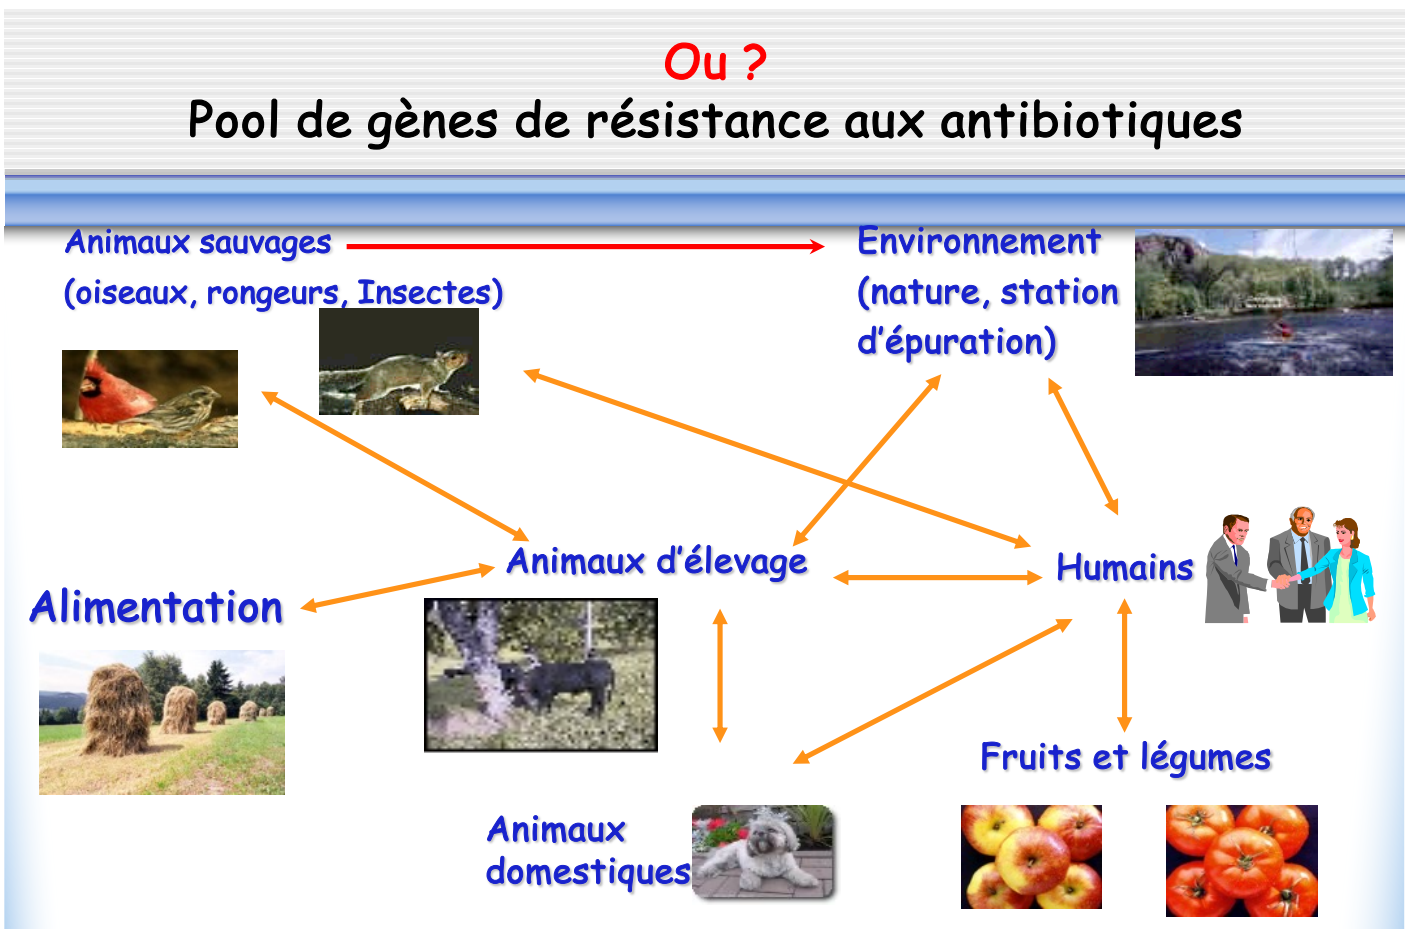 Ou ?
Pool de gènes de résistance aux antibiotiques
Animaux sauvages
(oiseaux, rongeurs, Insectes)
Environnement
(nature, station
d’épuration)
Animaux d’élevage
Humains
Alimentation
Fruits et légumes
Animaux
domestiques